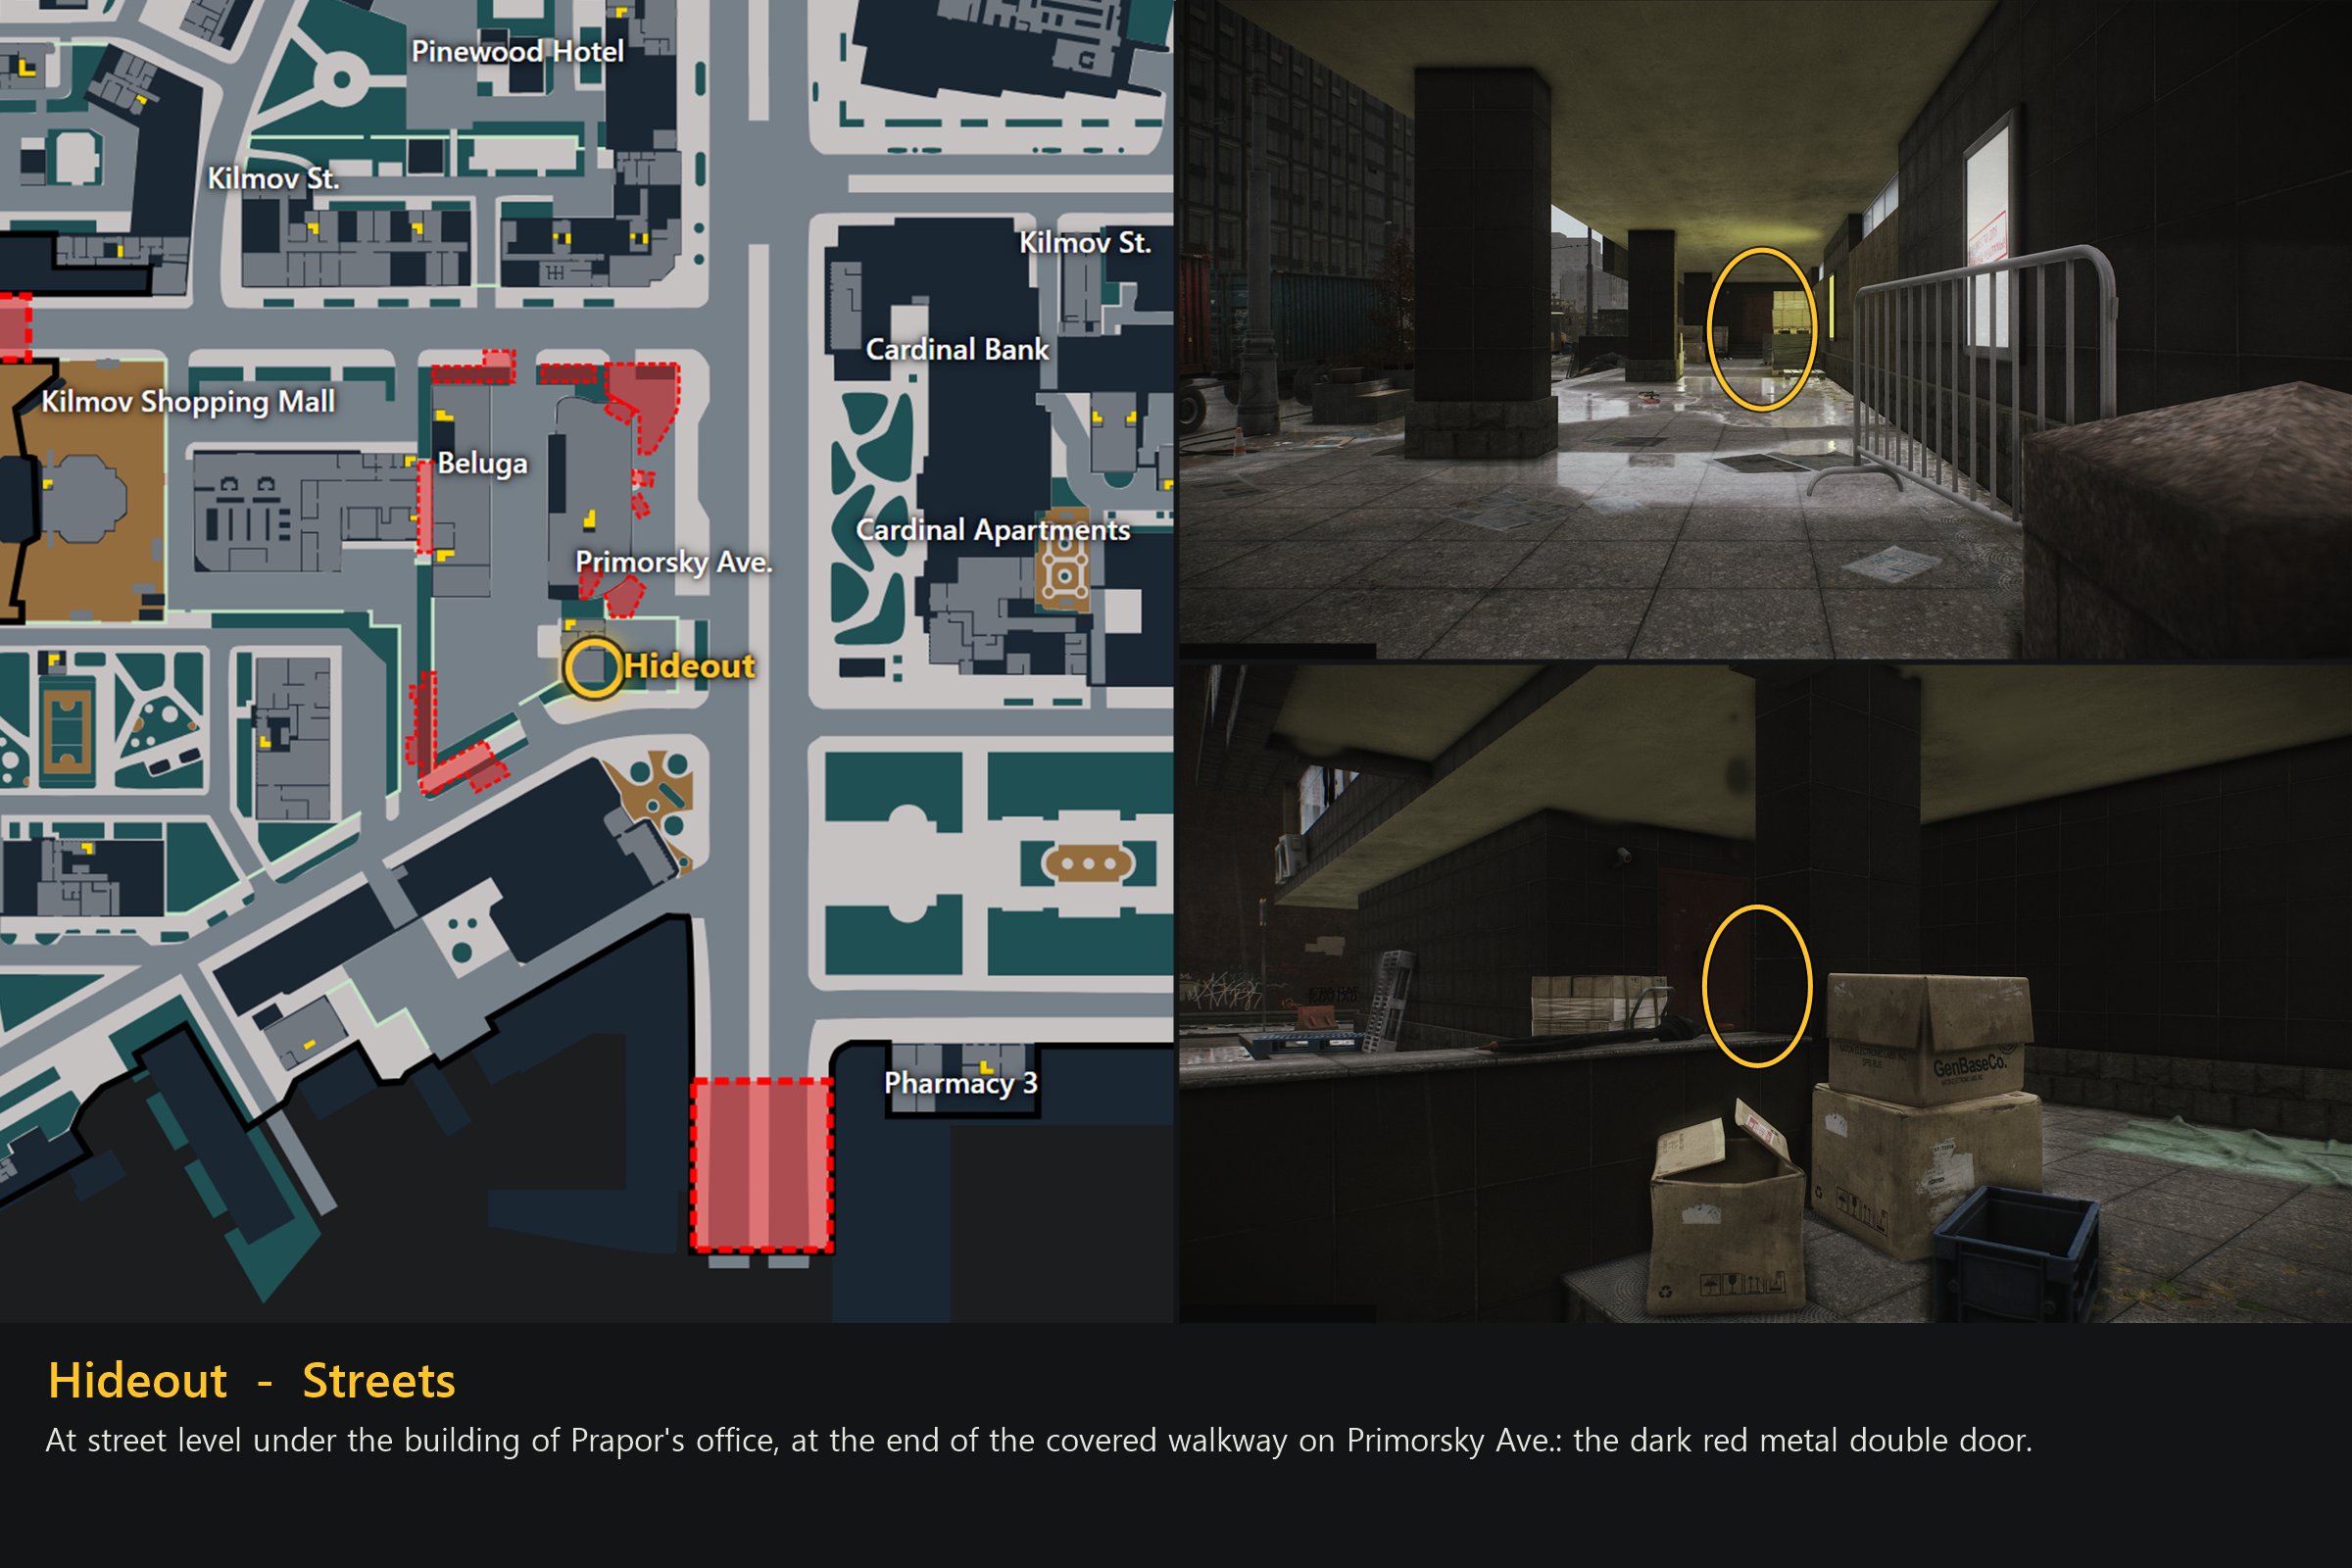 Pinewood Hotel
Kilmov St.
Kilmov St.
Cardinal Bank
Kilmov Shopping Mall
Beluga
Cardinal Apartments
Primorsky Ave.
Hideout
Pharmacy 3
GenBaseCo.
Hideout - Streets
At street level under the building of Prapor's office, at the end of the covered walkway on Primorsky Ave.: the dark red metal double door.